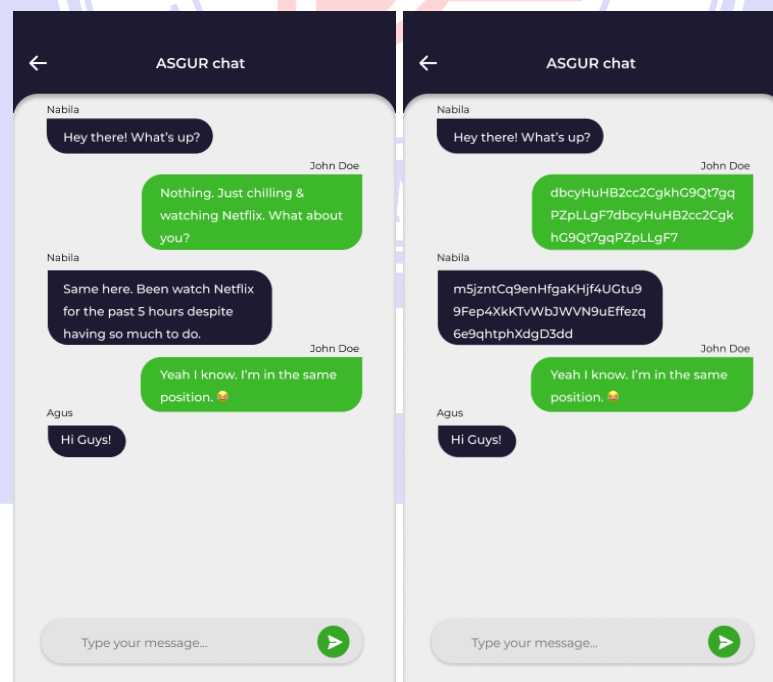 ASGUR chat
Nabila
Hey there! What's up?
John Doe
Nothing. Just chilling &
watching Netflix. What about
you?
Nabila
Same here. Been watch Netflix
for the past 5 hours despite
having so much to do.
John Doe
Yeah I know. I'm in the same
position. 😂
Agus
Hi Guys!
Type your message...
ASGUR chat
Nabila
Hey there! What's up?
John Doe
dbcyHuHB2cc2CgkhG9Qt7gq
PZpLLgF7dbcyHuHB2cc2Cgk
hG9Qt7gqPZpLLgF7
Nabila
m5jzntCq9enHfgaKHjf4UGtu9
9Fep4XkKTvWbJWVN9uEffezq
6e9qhtphXdgD3dd
John Doe
Yeah I know. I'm in the same
position. 😂
Agus
Hi Guys!
Type your message...